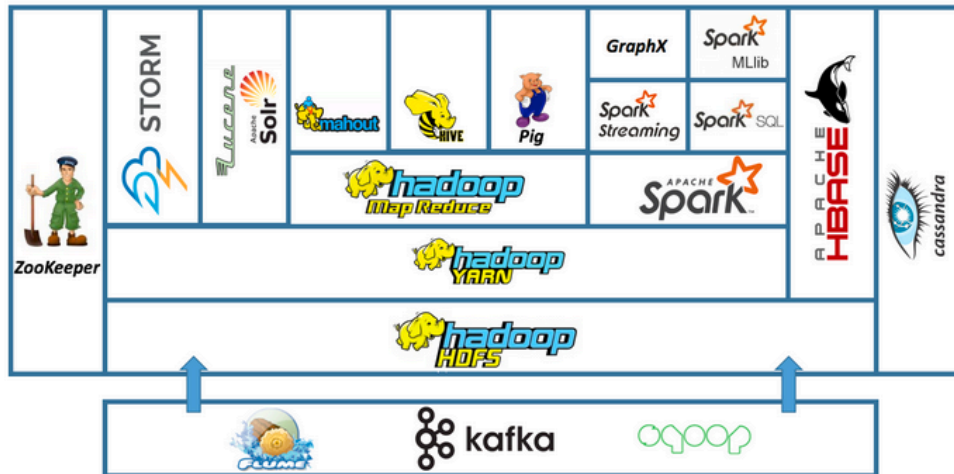 ZooKeeper
STORM
Lucene
Apache
Solr
mahout
HIVE
Pig
GraphX
Spark
MLlib
Spark
Streaming
Spark SQL
hadoop
Map Reduce
APACHE
Spark™
APACHE
HBASE
cassandra
hadoop
YARN
hadoop
HDFS
FLUME
kafka
sqoop